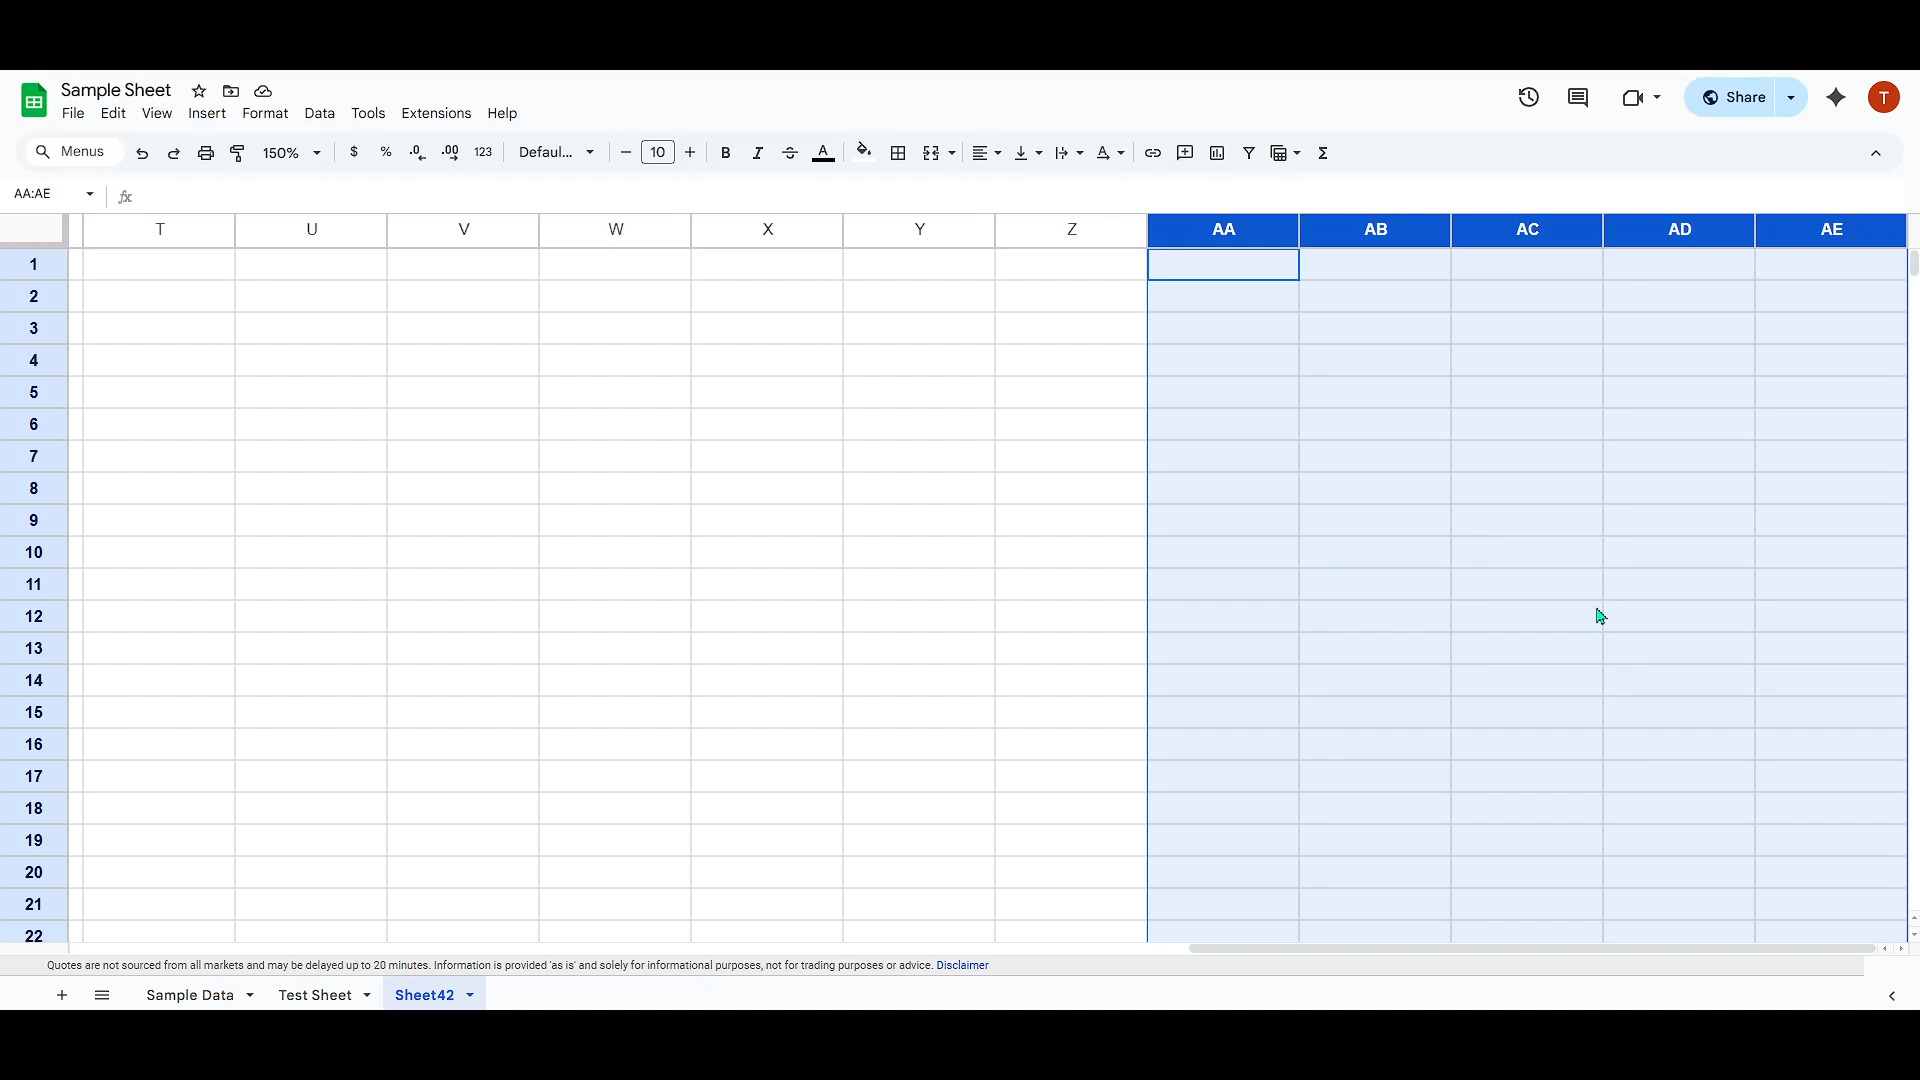 Sample Sheet
File Edit View Insert Format Data Tools Extensions Help
Share
T
Menus
150%
$ % .0 .00 123
Defaul...
− 10 +
B I S A
Σ
AA:AE
fx
T U V W X Y Z AA AB AC AD AE
1
2
3
4
5
6
7
8
9
10
11
12
13
14
15
16
17
18
19
20
21
22
Quotes are not sourced from all markets and may be delayed up to 20 minutes. Information is provided 'as is' and solely for informational purposes, not for trading purposes or advice. Disclaimer
+ Sample Data Test Sheet Sheet42